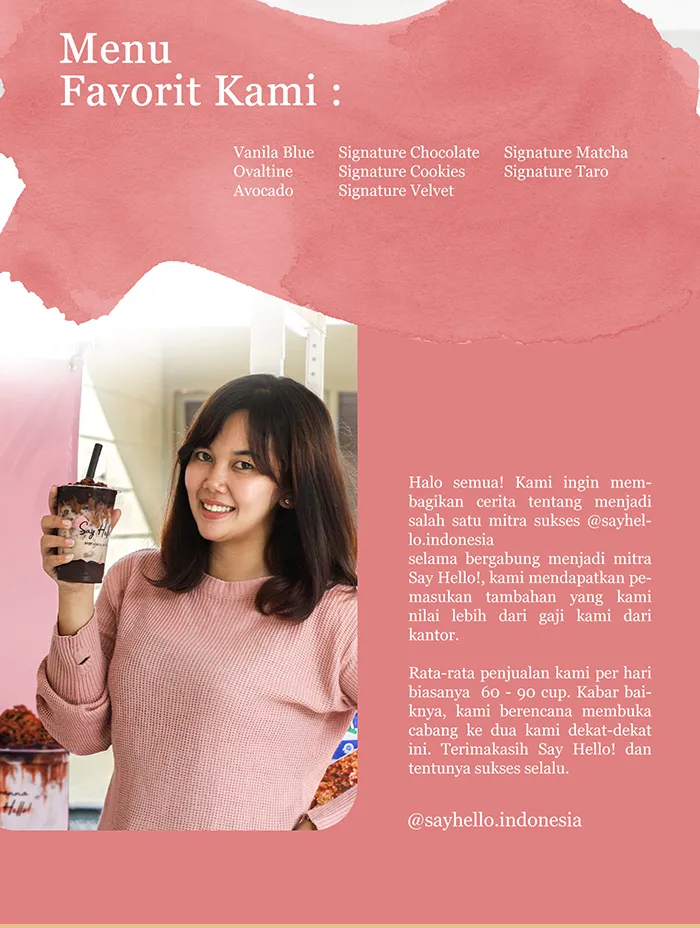 Menu
Favorit Kami :
Vanila Blue
Ovaltine
Avocado
Signature Chocolate
Signature Cookies
Signature Velvet
Signature Matcha
Signature Taro
Say Hello!
Hello!
Halo semua! Kami ingin mem-
bagikan cerita tentang menjadi
salah satu mitra sukses @sayhel-
lo.indonesia
selama bergabung menjadi mitra
Say Hello!, kami mendapatkan pe-
masukan tambahan yang kami
nilai lebih dari gaji kami dari
kantor.
Rata-rata penjualan kami per hari
biasanya 60 - 90 cup. Kabar bai-
knya, kami berencana membuka
cabang ke dua kami dekat-dekat
ini. Terimakasih Say Hello! dan
tentunya sukses selalu.
@sayhello.indonesia